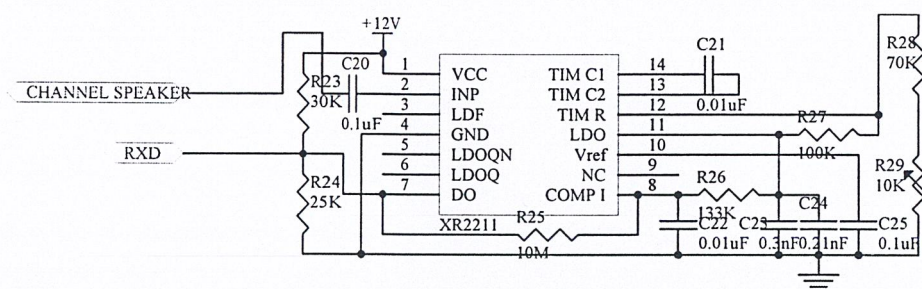 +12V
C20
1
2
3
4
5
6
7
0.1uF
CHANNEL SPEAKER
R23
30K
RXD
R24
25K
VCC
INP
LDF
GND
LDOQN
LDOQ
DO
TIM C1
TIM C2
TIM R
LDO
Vref
NC
COMP I
XR2211
14
13
12
11
10
9
8
C21
0.01uF
R25
10M
R26
133K
R27
100K
R28
70K
R29
10K
C22
0.01uF
C23
0.3nF
C24
0.21nF
C25
0.1uF